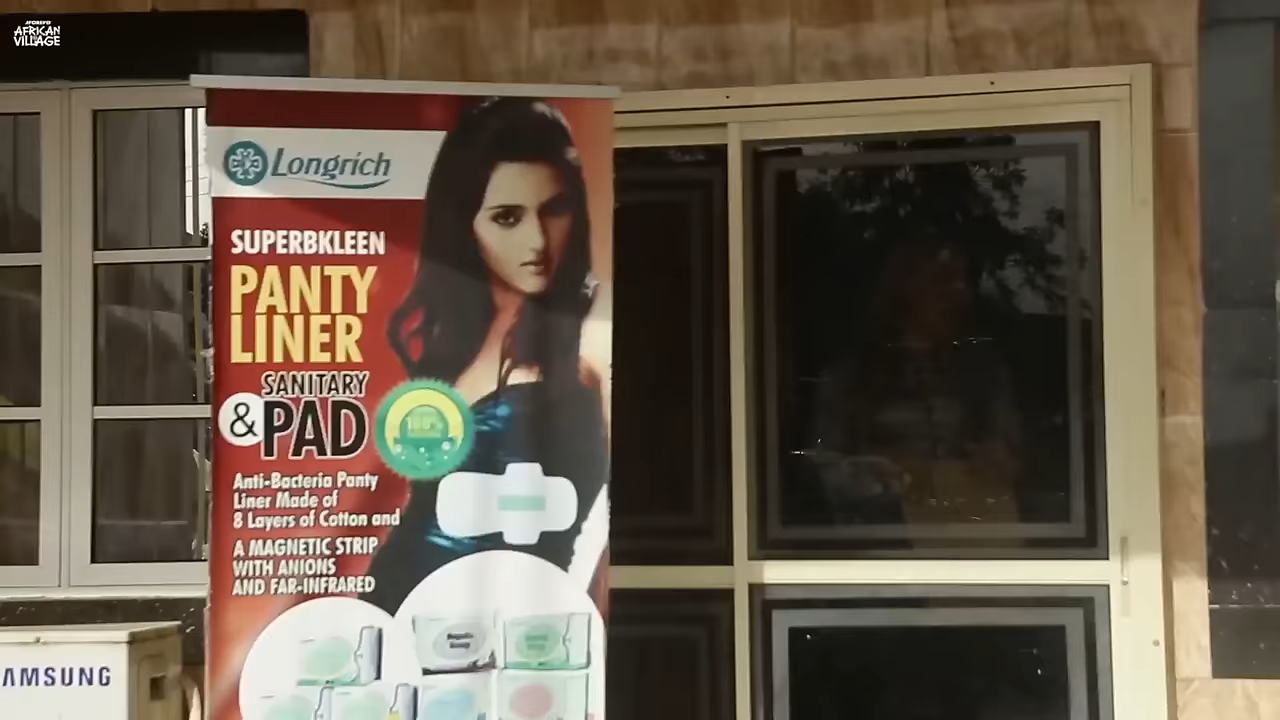 AFOREVO
AFRICAN
VILLAGE
Longrich
SUPERBKLEEN
PANTY
LINER
SANITARY
& PAD
100%
Anti-Bacteria Panty
Liner Made of
8 Layers of Cotton and
A MAGNETIC STRIP
WITH ANIONS
AND FAR-INFRARED
AMSUNG